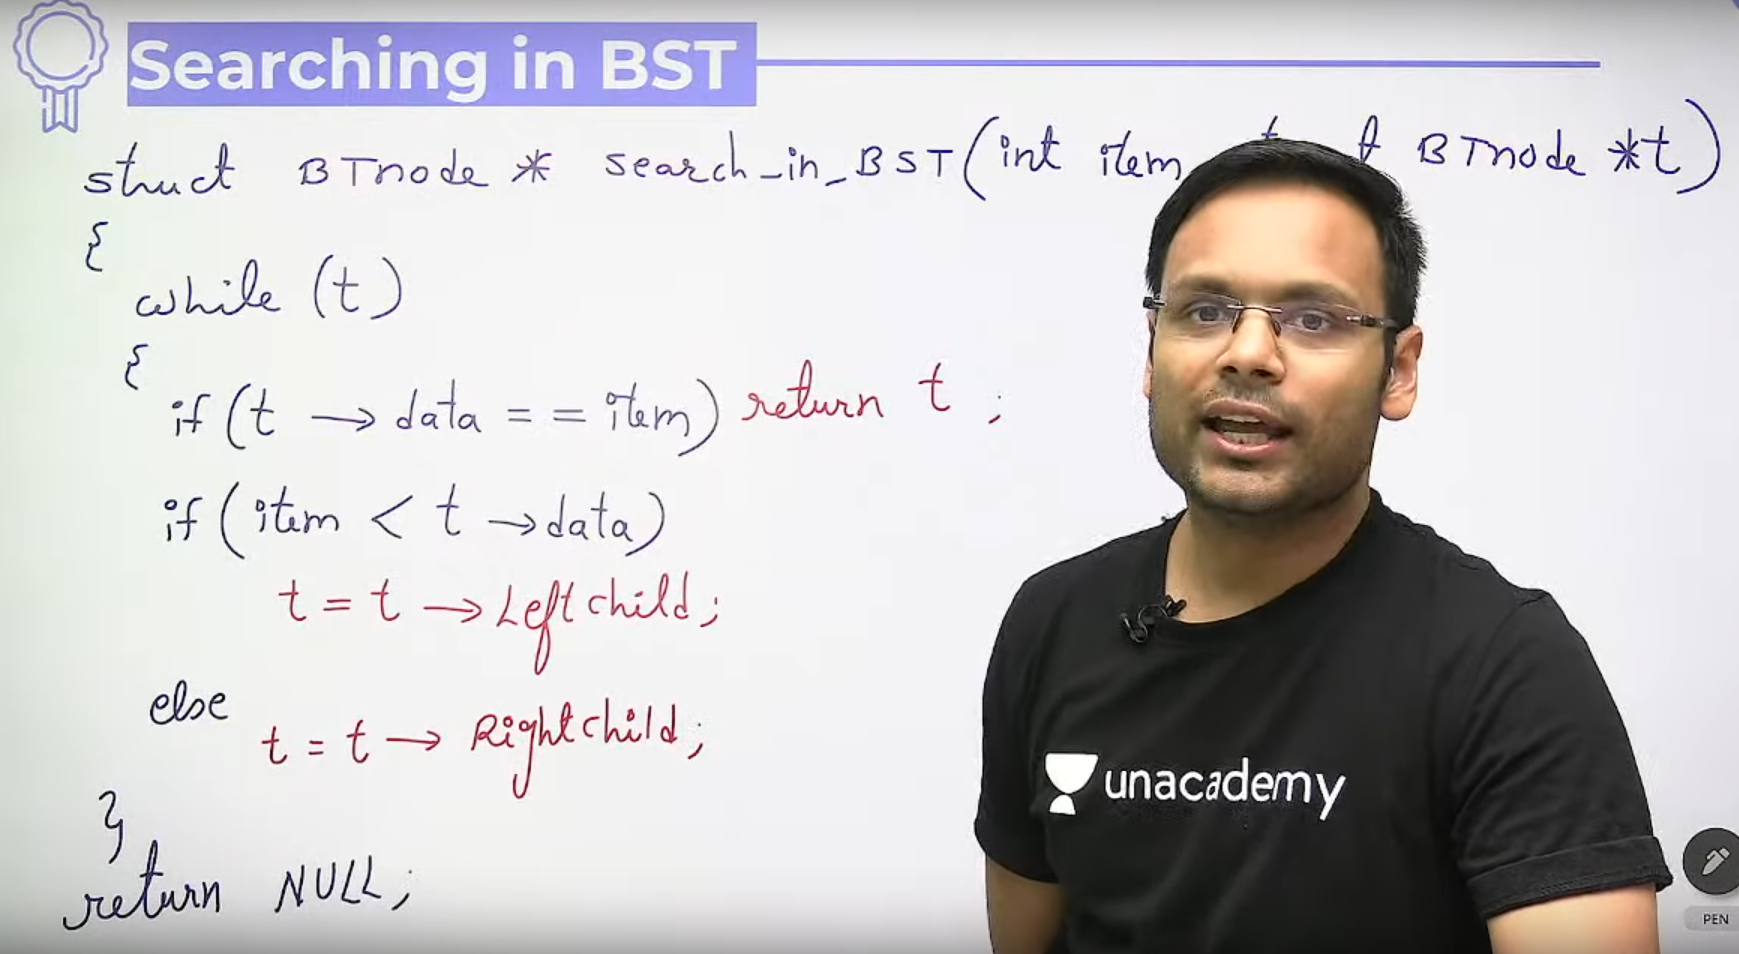 Searching in BST
struct BTnode * search_in_BST(int item BTnode *t)
{
while (t)
{
if (t → data = = item) return t ;
if (item < t → data)
t = t → Leftchild;
else
t = t → Rightchild;
}
return NULL;
unacademy
PEN